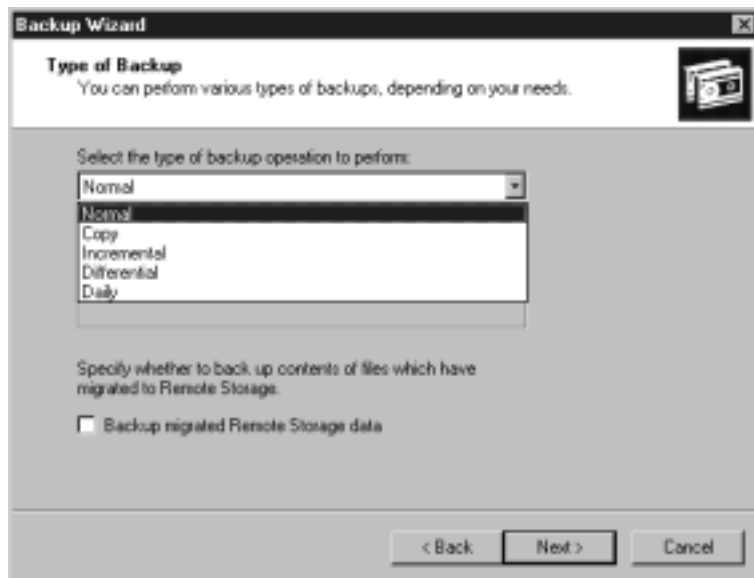 Backup Wizard
Type of Backup
You can perform various types of backups, depending on your needs.
Select the type of backup operation to perform:
Normal
Normal
Copy
Incremental
Differential
Daily
Specify whether to back up contents of files which have
migrated to Remote Storage.
Backup migrated Remote Storage data
< Back
Next >
Cancel